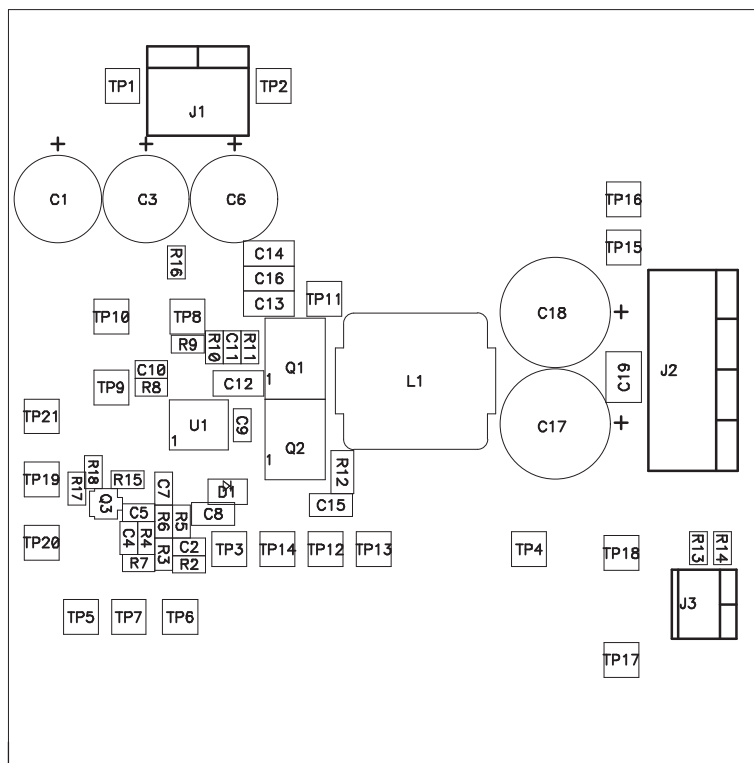 TP1
TP2
J1
+ + +
C1
C3
C6
TP16
TP15
R16
C14
C16
C13
TP11
TP10
TP8
C18
+
R9
R10
C11
R11
Q1
1
C10
R8
C12
TP9
L1
C19
J2
TP21
U1
1
C9
Q2
1
C17
+
R18
R17
TP19
R15
C7
D1
R12
Q3
C5
R6
R5
C8
C15
TP20
C4
R4
R3
C2
R7
R2
TP3
TP14
TP12
TP13
TP4
TP18
R13
R14
TP5
TP7
TP6
J3
TP17